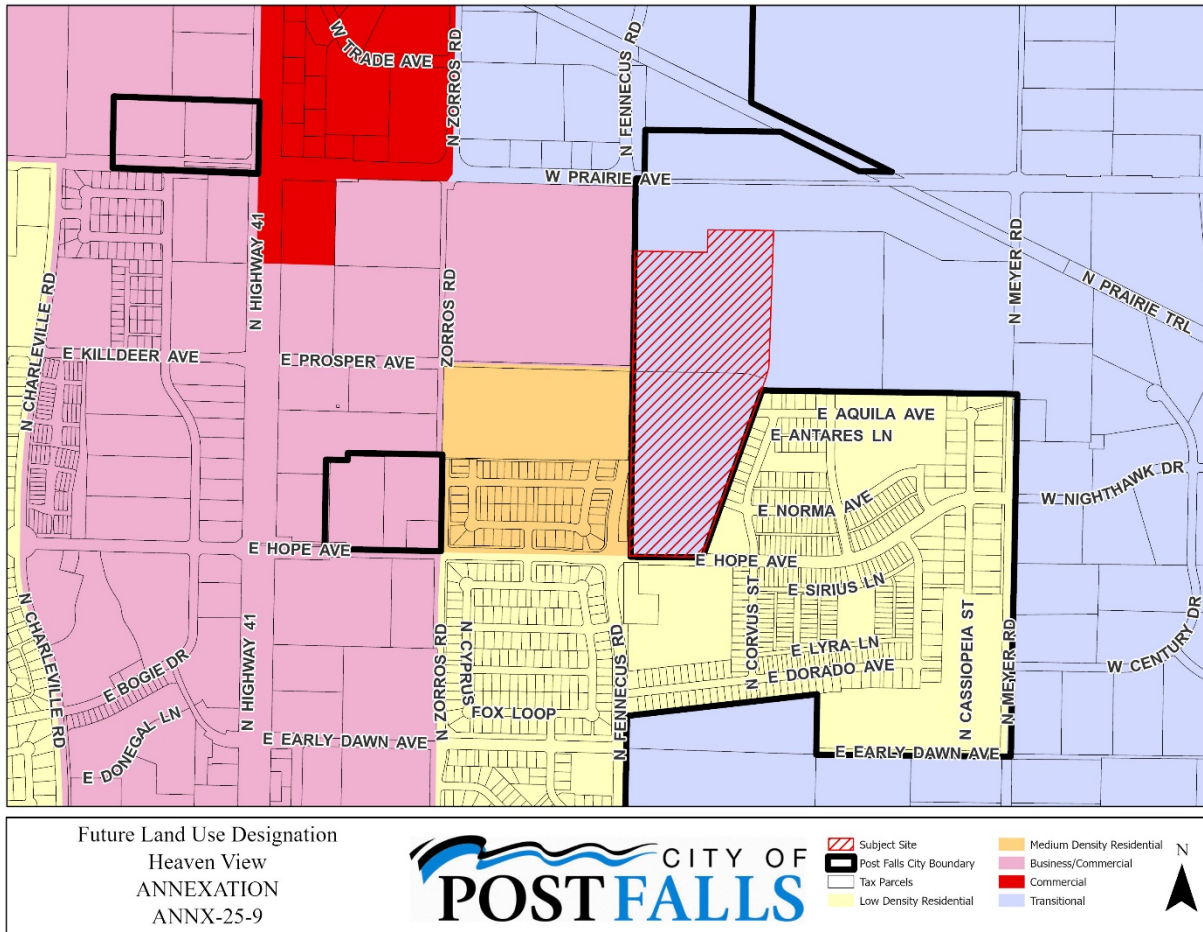 W TRADE AVE
N ZORROS RD
N FENNECUS RD
W PRAIRIE AVE
N HIGHWAY 41
N MEYER RD
N PRAIRIE TRL
N CHARLEVILLE RD
ZORROS RD
E KILLDEER AVE
E PROSPER AVE
E AQUILA AVE
E ANTARES LN
W NIGHTHAWK DR
E NORMA AVE
E HOPE AVE
E HOPE AVE
E SIRIUS LN
N CORVUS ST
N CHARLEVILLE RD
N HIGHWAY 41
N ZORROS RD
N CYPRUS
N FENNECUS RD
E LYRA LN
E DORADO AVE
N CASSIOPEIA ST
N MEYER RD
W CENTURY DR
E BOGIE DR
FOX LOOP
E DONEGAL LN
E EARLY DAWN AVE
E EARLY DAWN AVE
Future Land Use Designation
Heaven View
ANNEXATION
ANNX-25-9
CITY OF
POST FALLS
Subject Site
Post Falls City Boundary
Tax Parcels
Low Density Residential
Medium Density Residential
Business/Commercial
Commercial
Transitional
N